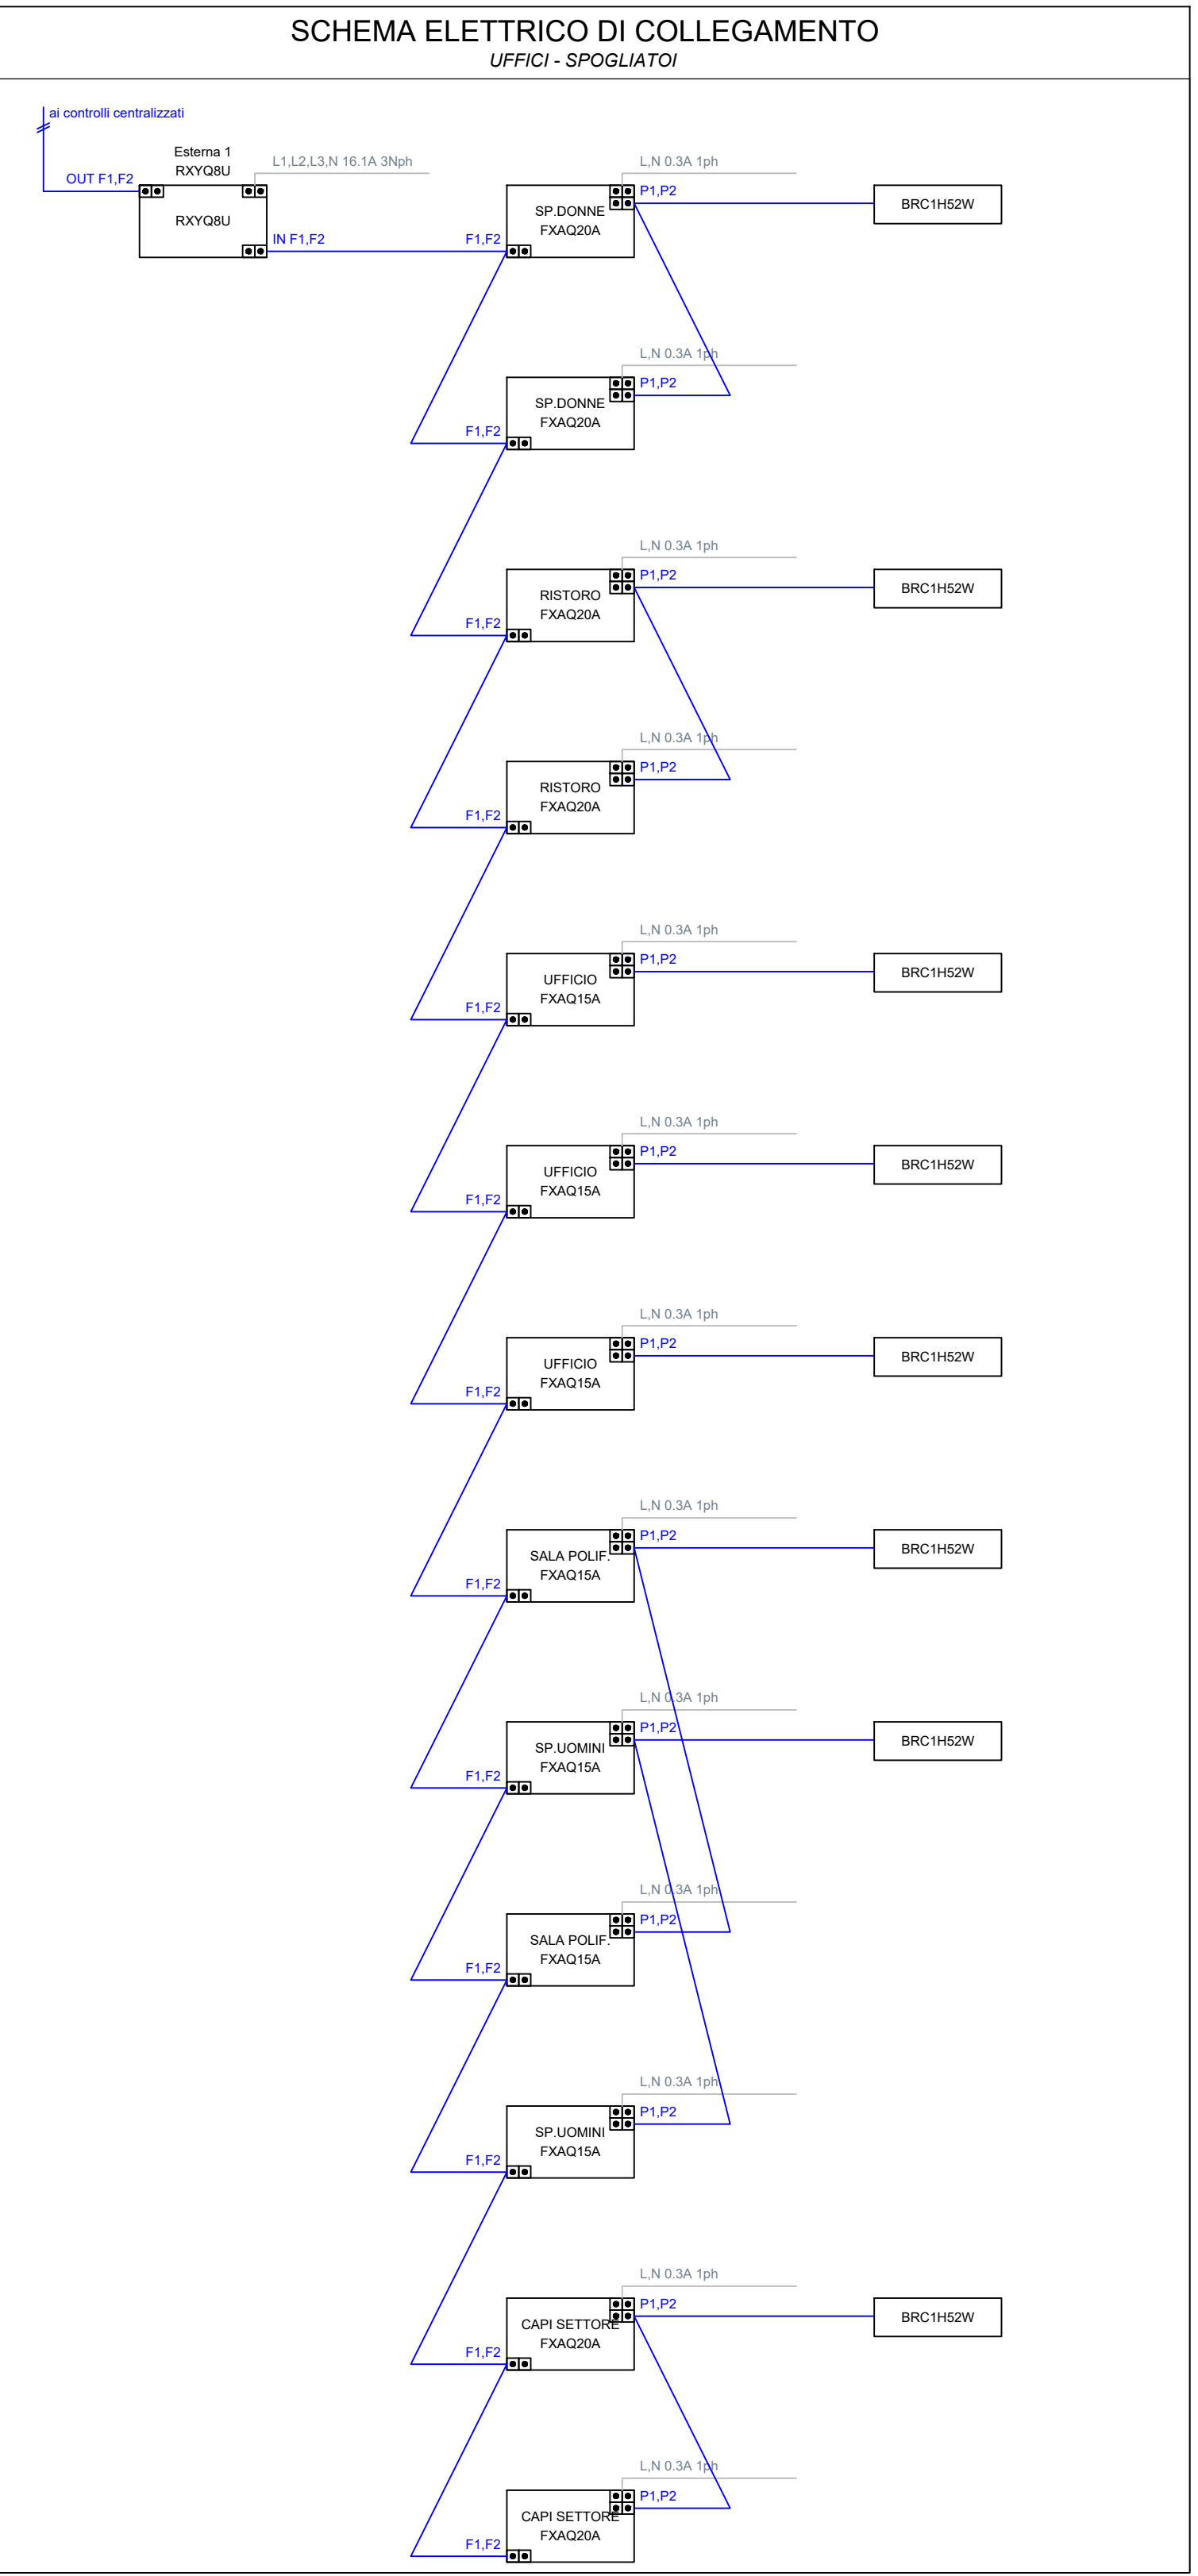 SCHEMA ELETTRICO DI COLLEGAMENTO
UFFICI - SPOGLIATOI
ai controlli centralizzati
Esterna 1
RXYQ8U
L1,L2,L3,N 16.1A 3Nph
OUT F1,F2
RXYQ8U
IN F1,F2
L,N 0.3A 1ph
P1,P2
SP.DONNE
FXAQ20A
F1,F2
BRC1H52W
L,N 0.3A 1ph
P1,P2
SP.DONNE
FXAQ20A
F1,F2
L,N 0.3A 1ph
P1,P2
RISTORO
FXAQ20A
F1,F2
BRC1H52W
L,N 0.3A 1ph
P1,P2
RISTORO
FXAQ20A
F1,F2
L,N 0.3A 1ph
P1,P2
UFFICIO
FXAQ15A
F1,F2
BRC1H52W
L,N 0.3A 1ph
P1,P2
UFFICIO
FXAQ15A
F1,F2
BRC1H52W
L,N 0.3A 1ph
P1,P2
UFFICIO
FXAQ15A
F1,F2
BRC1H52W
L,N 0.3A 1ph
P1,P2
SALA POLIF.
FXAQ15A
F1,F2
BRC1H52W
L,N 0.3A 1ph
P1,P2
SP.UOMINI
FXAQ15A
F1,F2
BRC1H52W
L,N 0.3A 1ph
P1,P2
SALA POLIF.
FXAQ15A
F1,F2
L,N 0.3A 1ph
P1,P2
SP.UOMINI
FXAQ15A
F1,F2
L,N 0.3A 1ph
P1,P2
CAPI SETTORE
FXAQ20A
F1,F2
BRC1H52W
L,N 0.3A 1ph
P1,P2
CAPI SETTORE
FXAQ20A
F1,F2